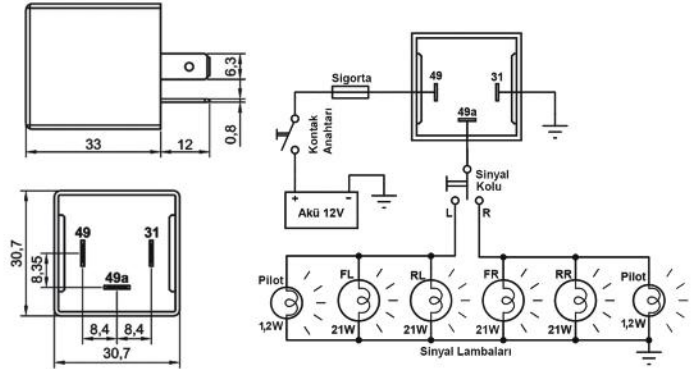 6,3
0,8
33
12
49
31
49a
30,7
8,35
8,4
8,4
30,7
Sigorta
Kontak
Anahtarı
+
-
Akü 12V
49
31
49a
Sinyal
Kolu
L
R
Pilot
FL
RL
FR
RR
Pilot
1,2W
21W
21W
21W
21W
1,2W
Sinyal Lambaları